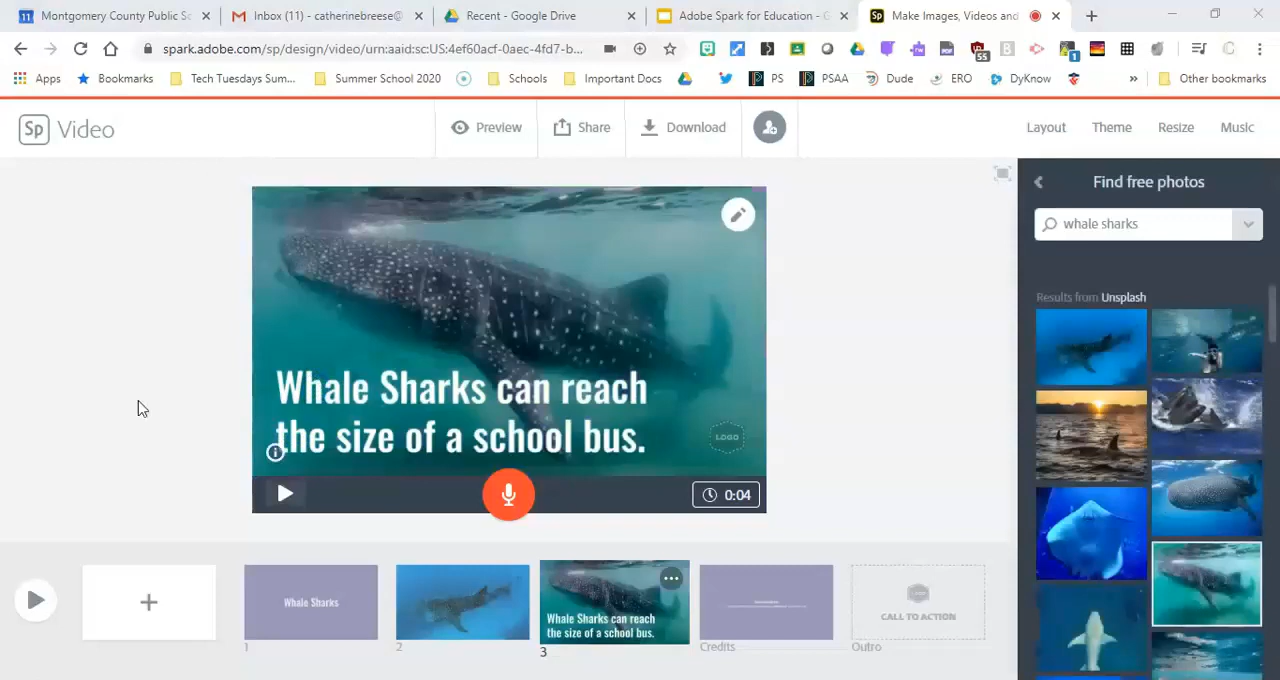 Montgomery County Public Sc
Inbox (11) - catherinebreese@
Recent - Google Drive
Adobe Spark for Education - G
Sp
Make Images, Videos and
spark.adobe.com/sp/design/video/urn:aaid:sc:US:4ef60acf-0aec-4fd7-b...
55
1
Apps
Bookmarks
Tech Tuesdays Sum...
Summer School 2020
Schools
Important Docs
PS
PSAA
Dude
ERO
DyKnow
»
Other bookmarks
Sp Video
Preview
Share
Download
Layout
Theme
Resize
Music
Find free photos
whale sharks
Results from Unsplash
Whale Sharks can reach
the size of a school bus.
LOGO
0:04
Whale Sharks
Whale Sharks can reach
the size of a school bus.
CALL TO ACTION
1
2
3
Credits
Outro